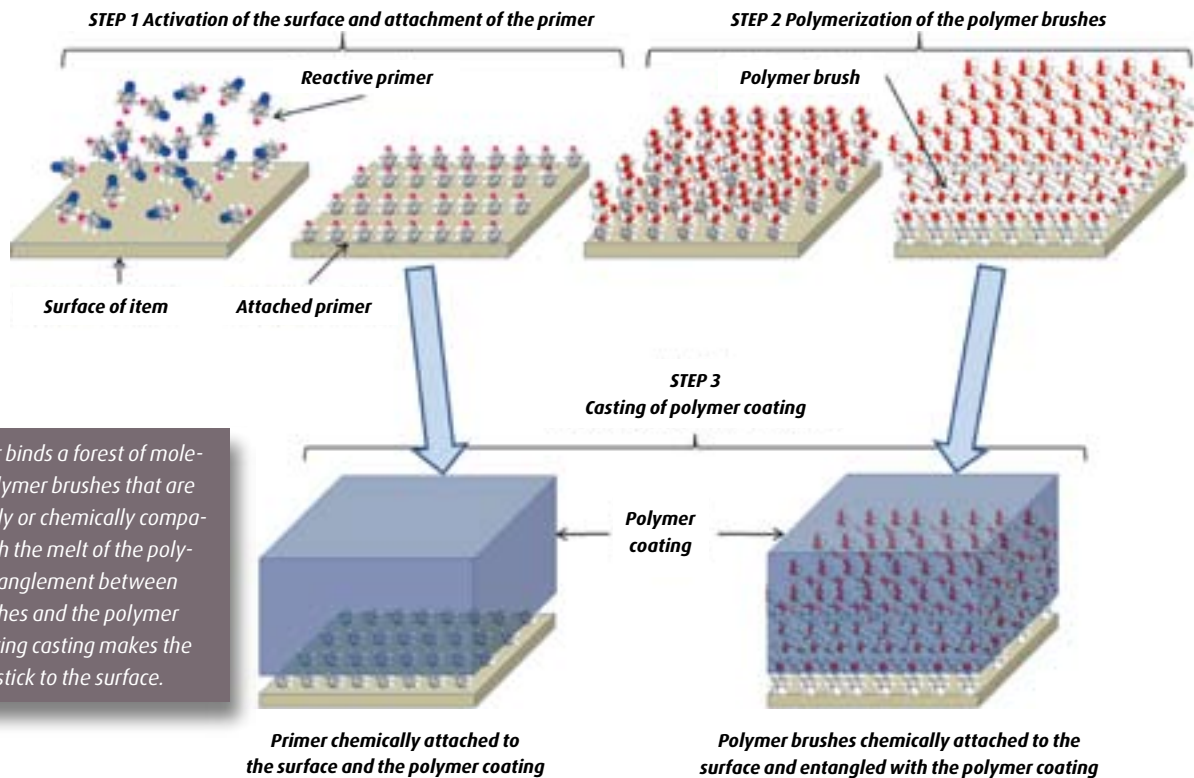 STEP 1 Activation of the surface and attachment of the primer
STEP 2 Polymerization of the polymer brushes
Reactive primer
Polymer brush
Surface of item
Attached primer
STEP 3
Casting of polymer coating
binds a forest of mole-
lymer brushes that are
ly or chemically compa-
h the melt of the poly-
anglement between
hes and the polymer
ing casting makes the
stick to the surface.
Polymer
coating
Primer chemically attached to
the surface and the polymer coating
Polymer brushes chemically attached to the
surface and entangled with the polymer coating